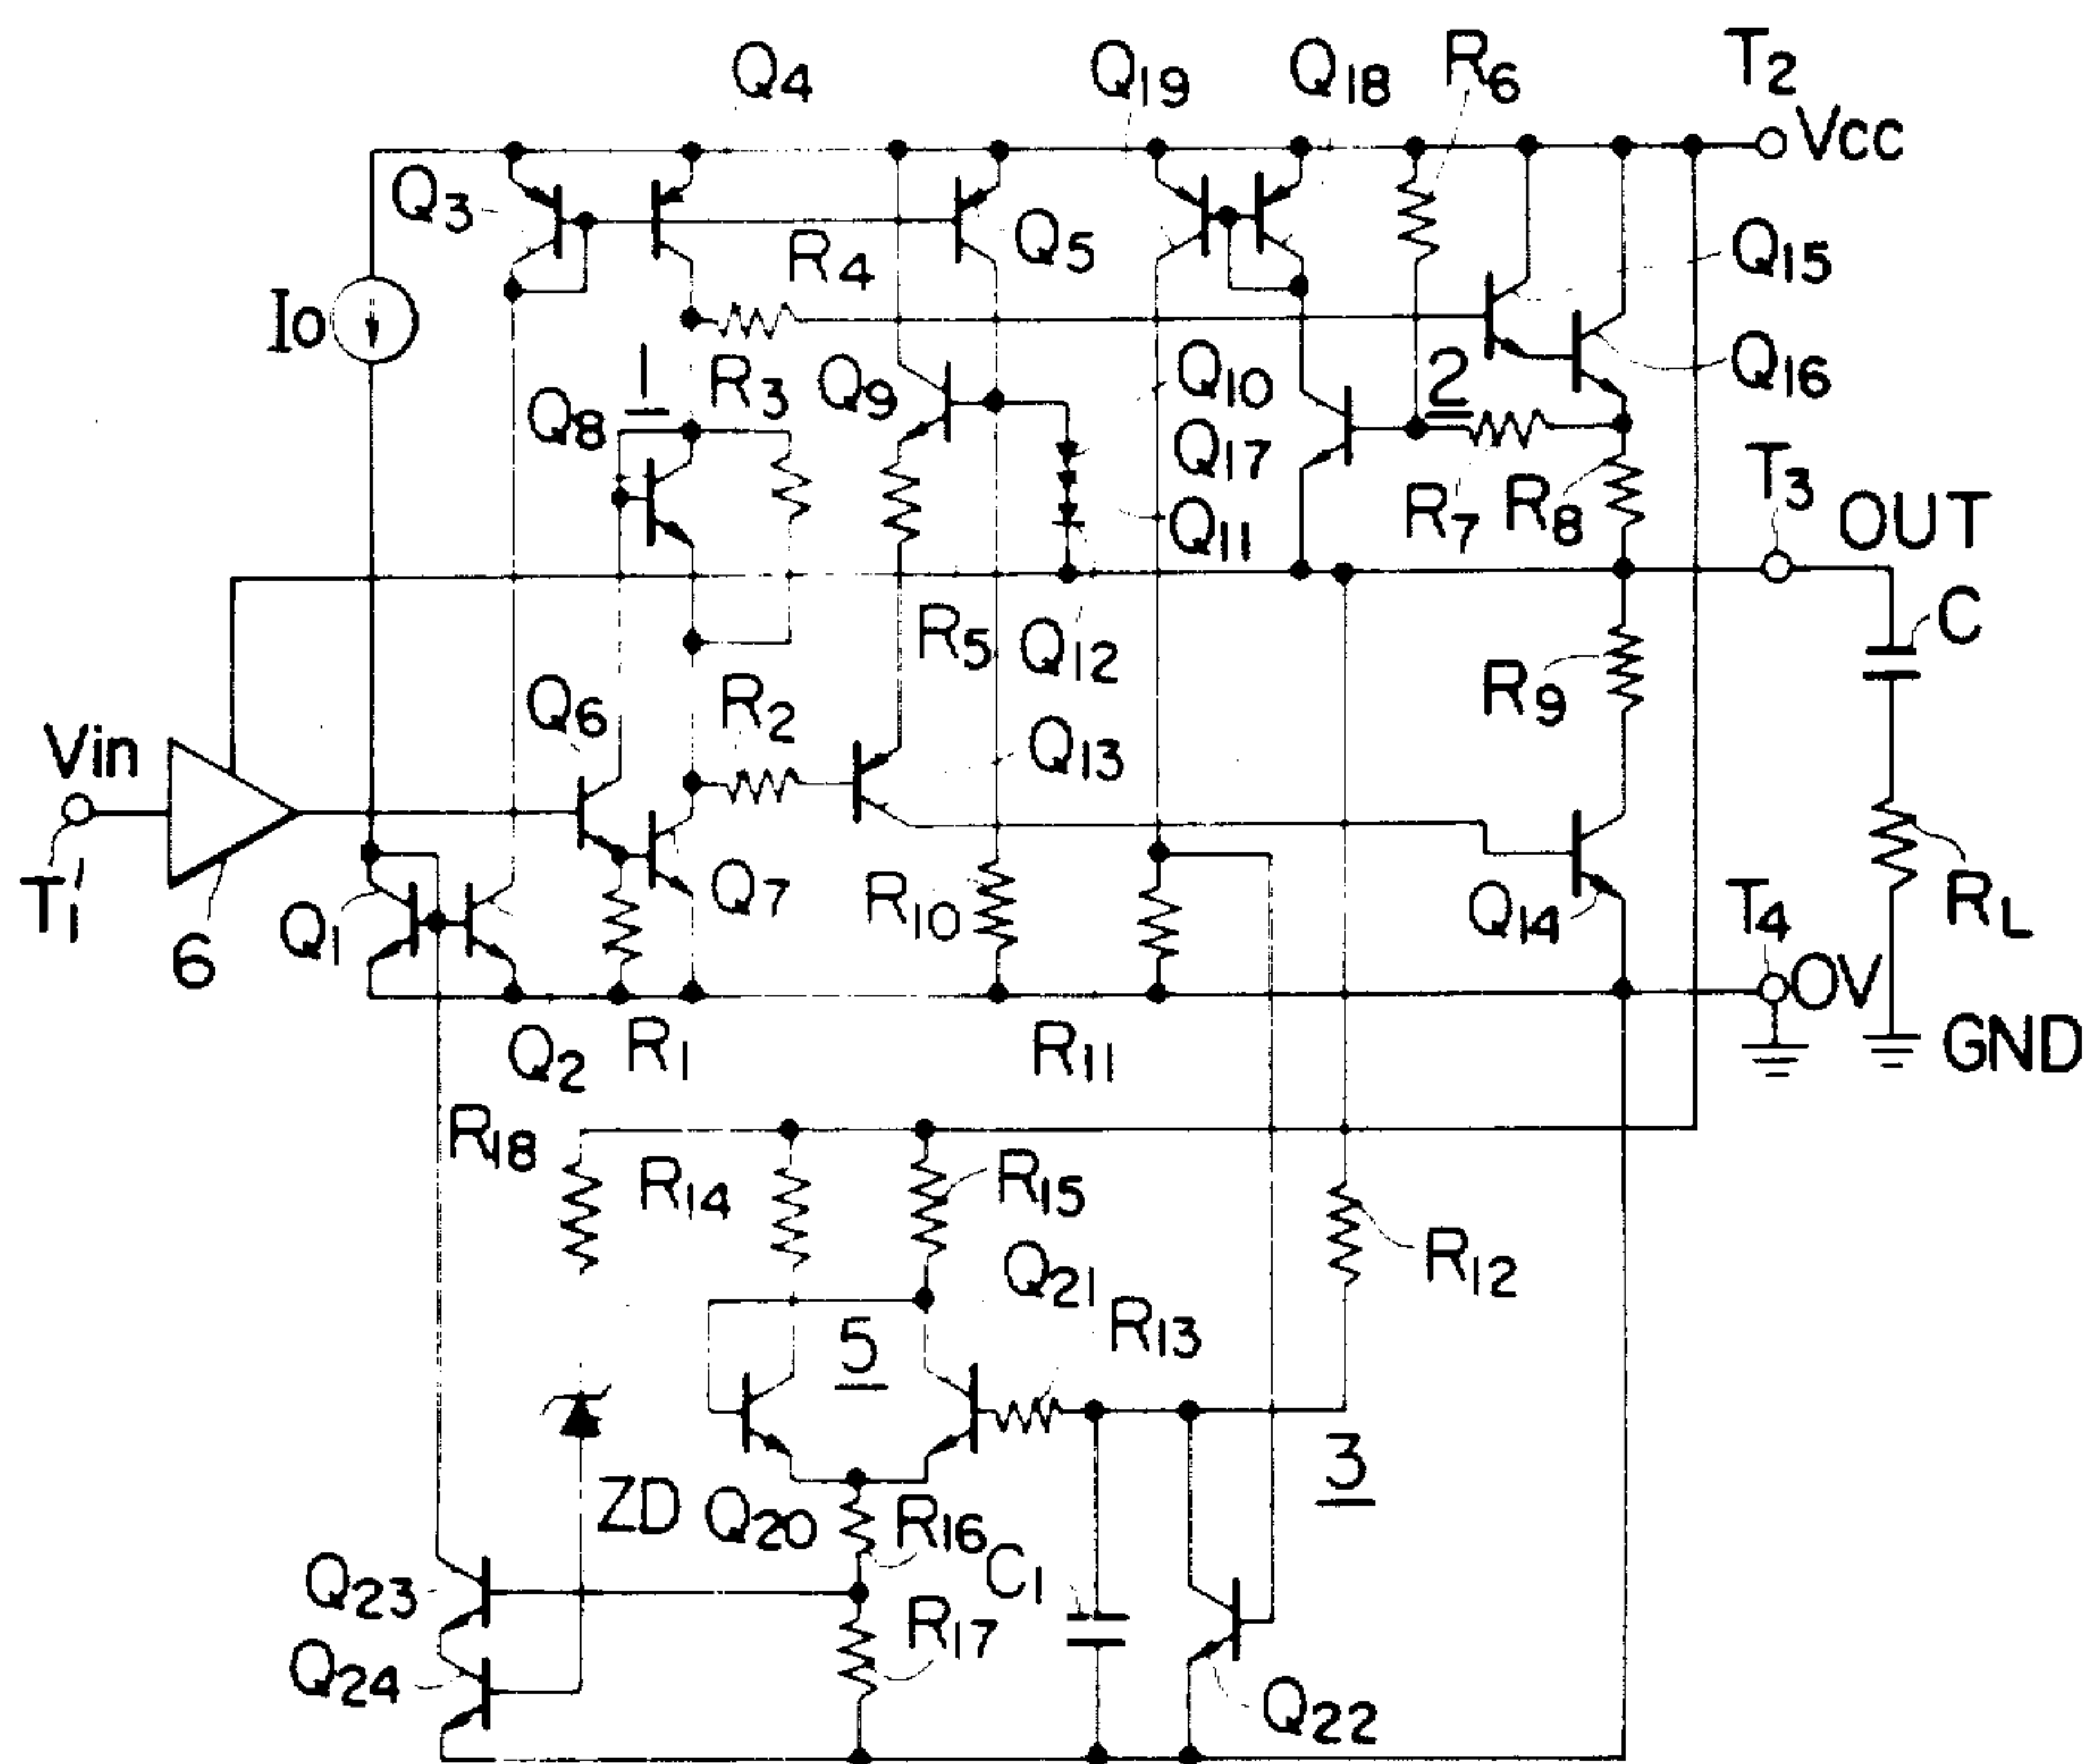 Q4
Q19
Q18
R6
T2
Vcc
Q3
R4
Q5
Q15
Io
1
R3
Q9
Q10
2
Q16
Q8
Q17
R7
R8
T3
OUT
Q11
R5
Q12
C
Q6
R2
Q13
R9
Vin
T1'
6
Q1
Q7
R10
Q14
T4
RL
OV
Q2
R1
R11
GND
R18
R14
R15
Q21
R13
R12
5
3
ZD
Q20
R16
C1
Q23
R17
Q24
Q22